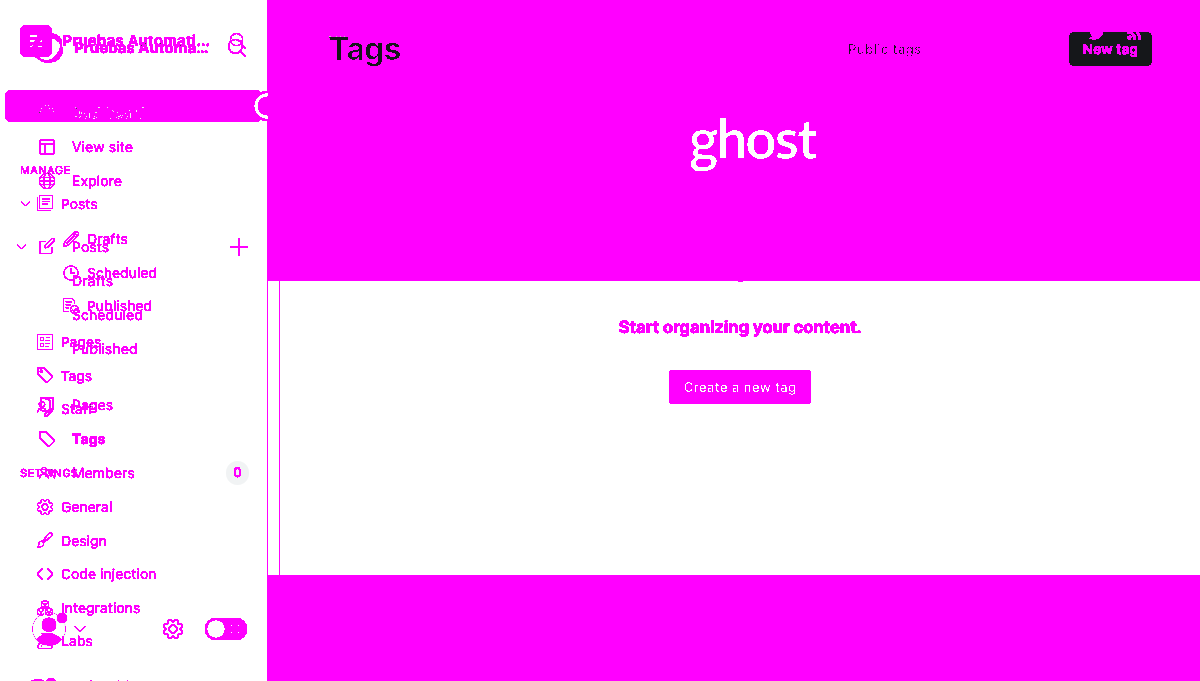 Pruebas Automati...
Pruebas Automa...
View site
MANAGE
Explore
Posts
Drafts
Posts
Scheduled
Drafts
Published
Scheduled
Pages
Published
Tags
Staff
Pages
Tags
SETTINGS
Members
0
General
Design
Code injection
Integrations
Labs
Tags
Public tags
New tag
ghost
Start organizing your content.
Create a new tag